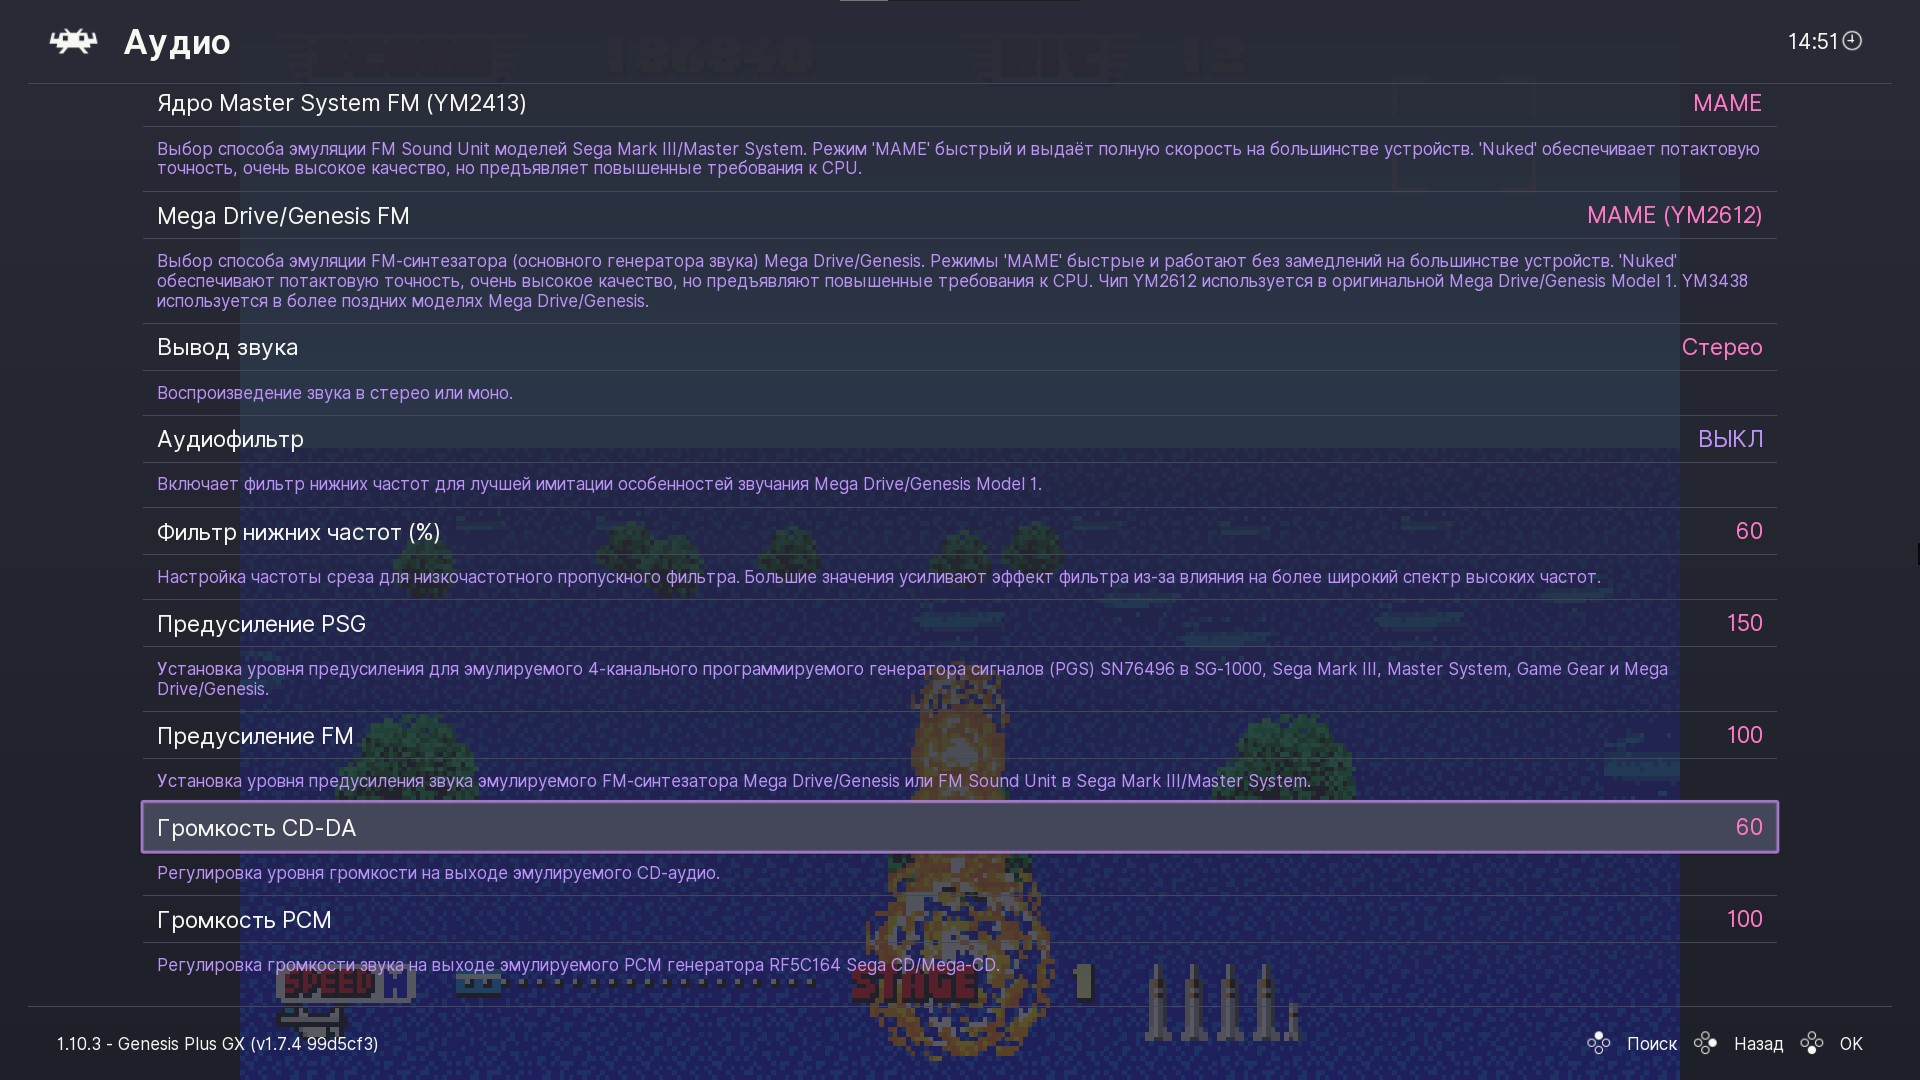 Аудио
14:51
Ядро Master System FM (YM2413)
MAME
Выбор способа эмуляции FM Sound Unit моделей Sega Mark III/Master System. Режим 'MAME' быстрый и выдаёт полную скорость на большинстве устройств. 'Nuked' обеспечивает потактовую
точность, очень высокое качество, но предъявляет повышенные требования к CPU.
Mega Drive/Genesis FM
MAME (YM2612)
Выбор способа эмуляции FM-синтезатора (основного генератора звука) Mega Drive/Genesis. Режимы 'MAME' быстрые и работают без замедлений на большинстве устройств. 'Nuked'
обеспечивают потактовую точность, очень высокое качество, но предъявляют повышенные требования к CPU. Чип YM2612 используется в оригинальной Mega Drive/Genesis Model 1. YM3438
используется в более поздних моделях Mega Drive/Genesis.
Вывод звука
Стерео
Воспроизведение звука в стерео или моно.
Аудиофильтр
ВЫКЛ
Включает фильтр нижних частот для лучшей имитации особенностей звучания Mega Drive/Genesis Model 1.
Фильтр нижних частот (%)
60
Настройка частоты среза для низкочастотного пропускного фильтра. Большие значения усиливают эффект фильтра из-за влияния на более широкий спектр высоких частот.
Предусиление PSG
150
Установка уровня предусиления для эмулируемого 4-канального программируемого генератора сигналов (PGS) SN76496 в SG-1000, Sega Mark III, Master System, Game Gear и Mega
Drive/Genesis.
Предусиление FM
100
Установка уровня предусиления звука эмулируемого FM-синтезатора Mega Drive/Genesis или FM Sound Unit в Sega Mark III/Master System.
Громкость CD-DA
60
Регулировка уровня громкости на выходе эмулируемого CD-аудио.
Громкость PCM
100
Регулировка громкости звука на выходе эмулируемого PCM генератора RF5C164 Sega CD/Mega-CD.
SPEED
STAGE 1
1.10.3 - Genesis Plus GX (v1.7.4 99d5cf3)
Поиск
Назад
OK